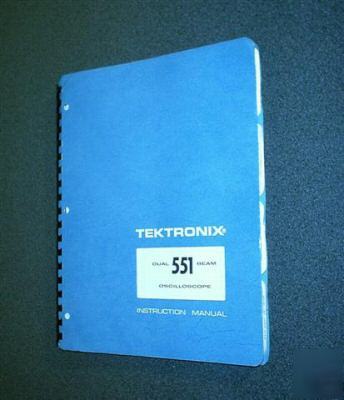 TEKTRONIX®
DUAL 551 BEAM
OSCILLOSCOPE
INSTRUCTION MANUAL